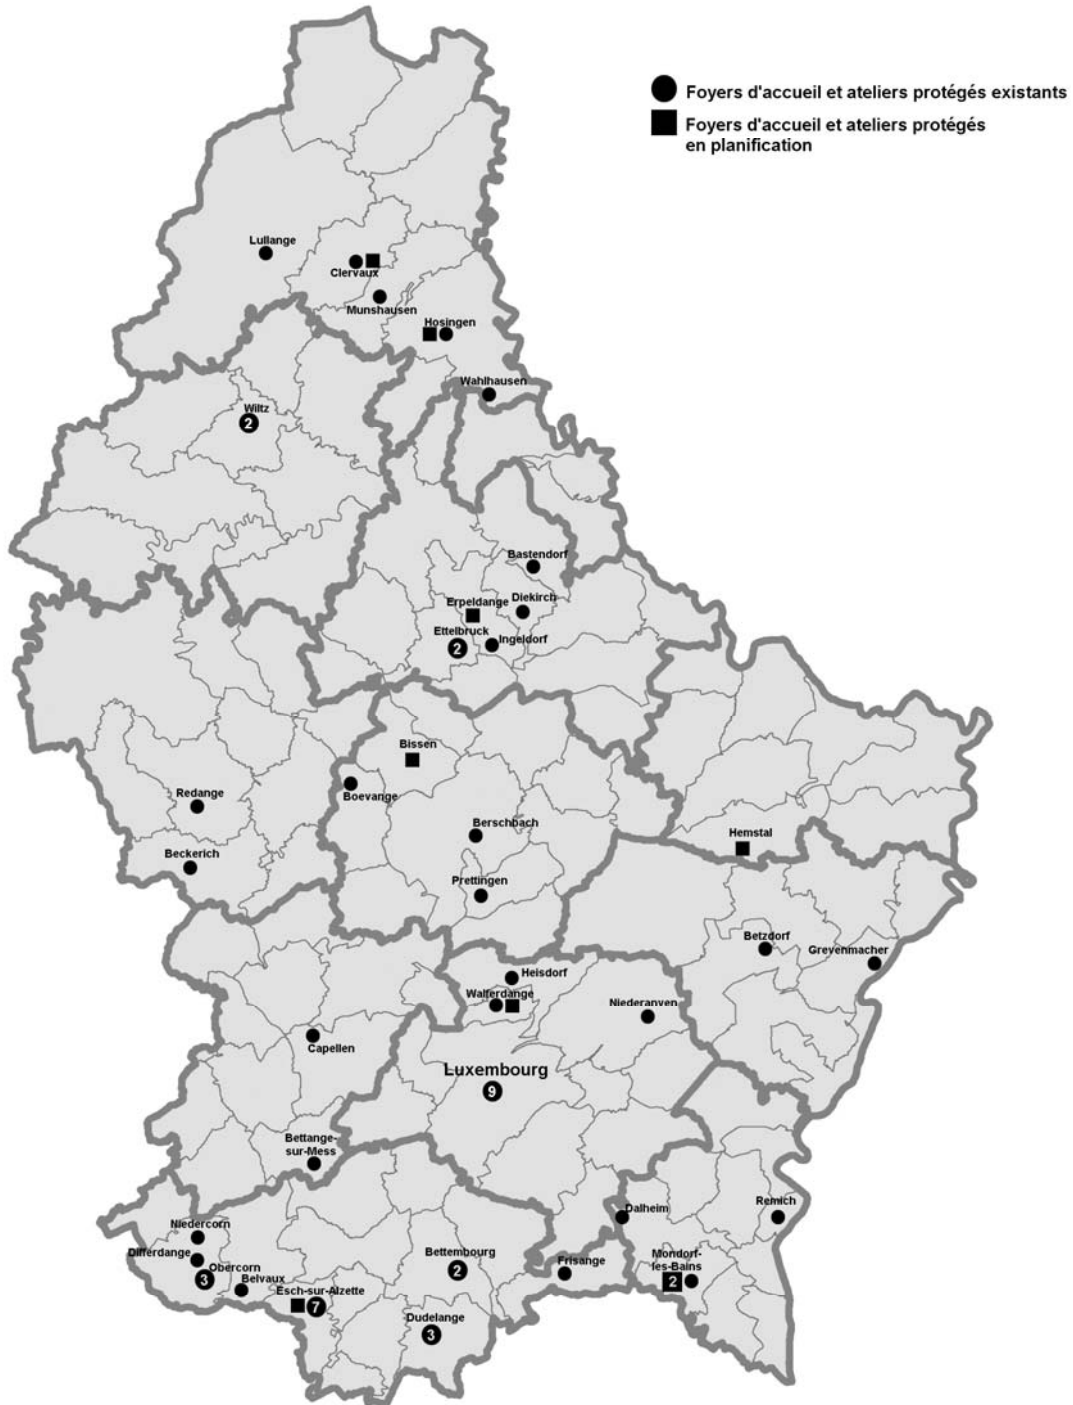 Foyers d'accueil et ateliers protégés existants
Foyers d'accueil et ateliers protégés
en planification
Lullange
Clervaux
Munshausen
Hosingen
Wahlhausen
Wiltz
2
Bastendorf
Diekirch
Erpeldange
Ettelbruck
2
Ingeldorf
Bissen
Boevange
Redange
Berschbach
Hemstal
Beckerich
Prettingen
Betzdorf
Grevenmacher
Heisdorf
Walferdange
Niederanven
Capellen
Luxembourg
9
Bettange-
sur-Mess
Dalheim
Remich
Niedercorn
Differdange
Obercorn
3
Belvaux
Esch-sur-Alzette
7
Bettembourg
2
Frisange
Mondorf-
les-Bains
2
Dudelange
3